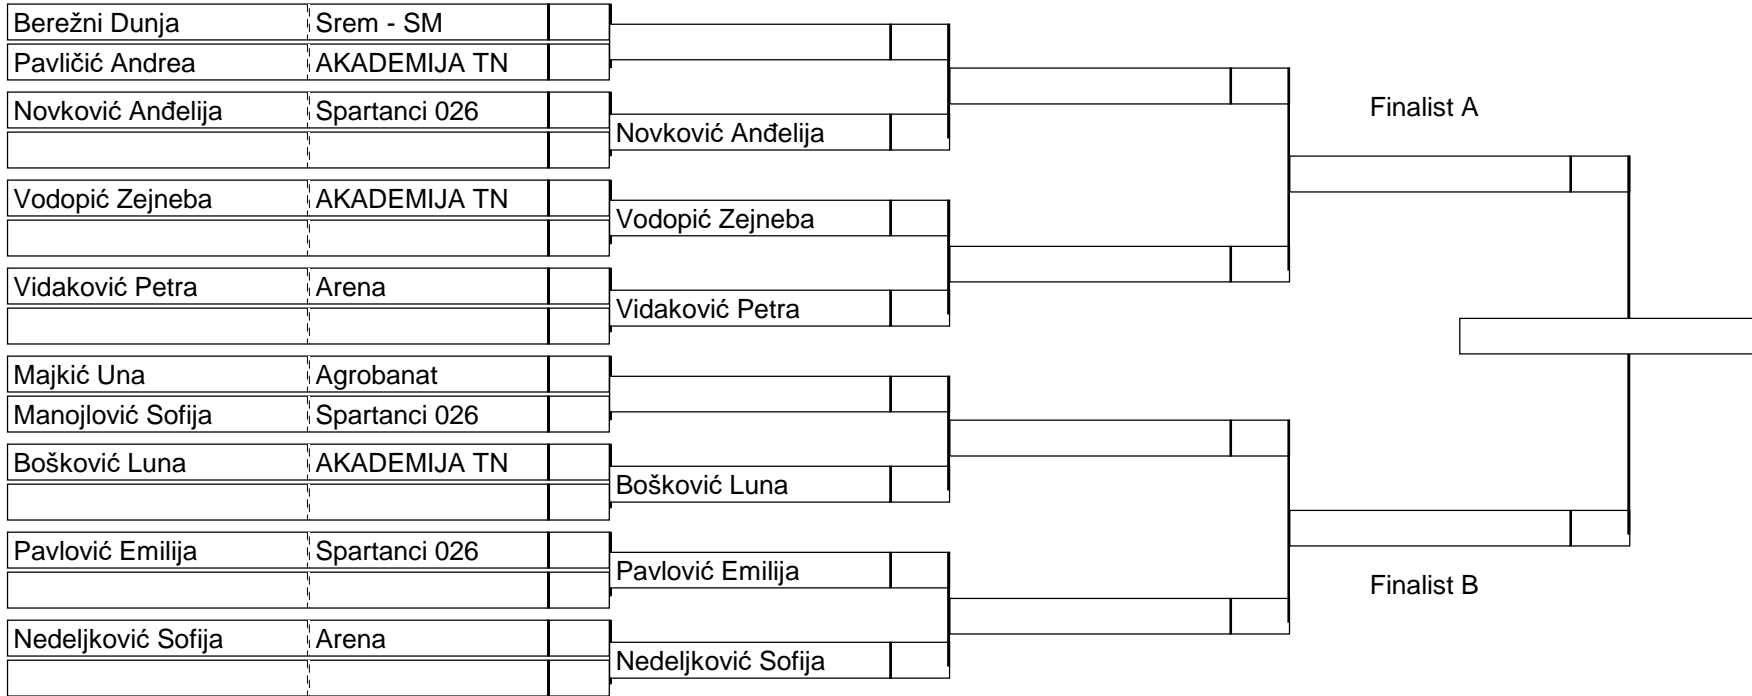 Berežni Dunja Srem - SM
Pavličić Andrea AKADEMIJA TN
Novković Anđelija Spartanci 026
Novković Anđelija
Vodopić Zejneba AKADEMIJA TN
Vodopić Zejneba
Vidaković Petra Arena
Vidaković Petra
Majkić Una Agrobanat
Manojlović Sofija Spartanci 026
Bošković Luna AKADEMIJA TN
Bošković Luna
Pavlović Emilija Spartanci 026
Pavlović Emilija
Nedeljković Sofija Arena
Nedeljković Sofija
Finalist A
Finalist B